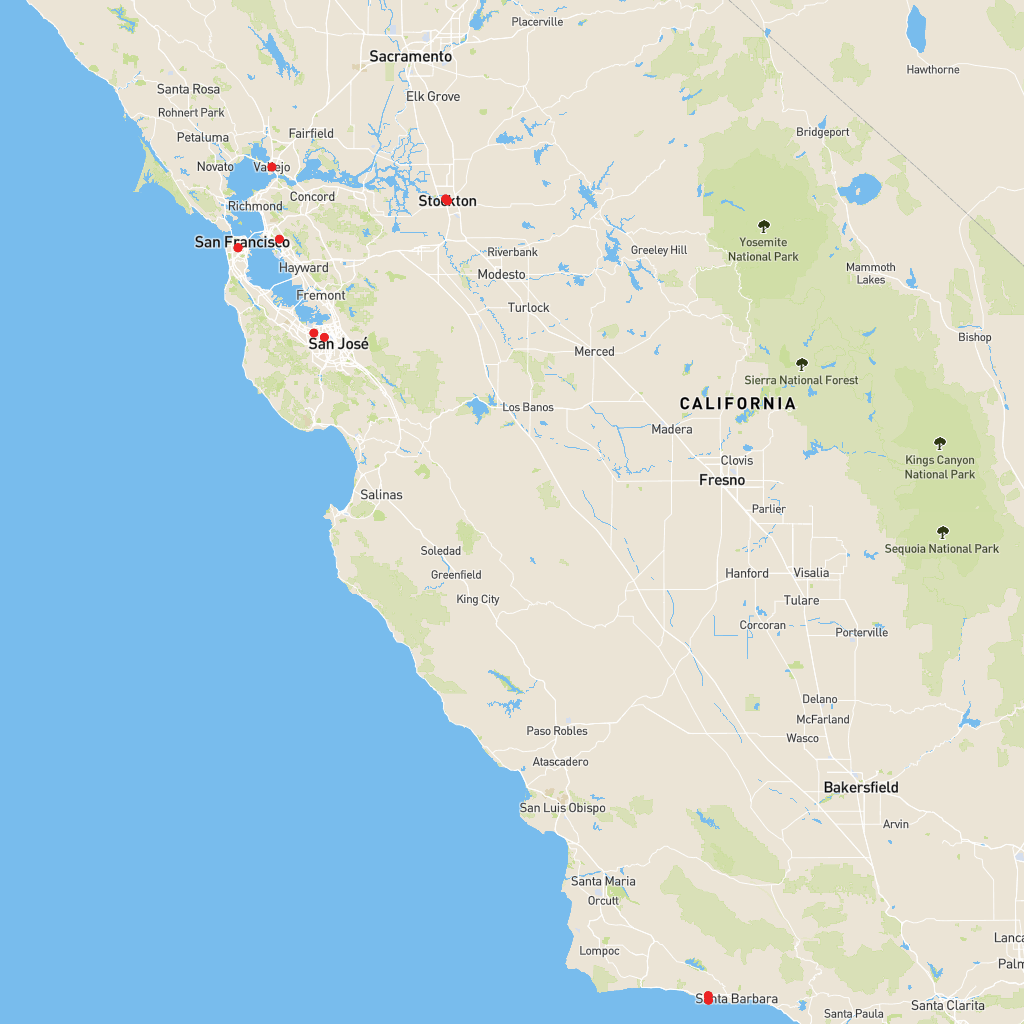 Placerville
Sacramento
Hawthorne
Santa Rosa
Elk Grove
Rohnert Park
Petaluma
Fairfield
Bridgeport
Novato
Vallejo
Concord
Richmond
Stockton
San Francisco
Yosemite
National Park
Riverbank
Greeley Hill
Hayward
Modesto
Mammoth
Lakes
Fremont
Turlock
San José
Merced
Bishop
Sierra National Forest
CALIFORNIA
Los Banos
Madera
Clovis
Kings Canyon
National Park
Fresno
Salinas
Parlier
Soledad
Sequoia National Park
Greenfield
Hanford
Visalia
King City
Tulare
Corcoran
Porterville
Delano
McFarland
Paso Robles
Wasco
Atascadero
Bakersfield
San Luis Obispo
Arvin
Santa Maria
Orcutt
Lanca
Lompoc
Palm
Santa Barbara
Santa Clarita
Santa Paula